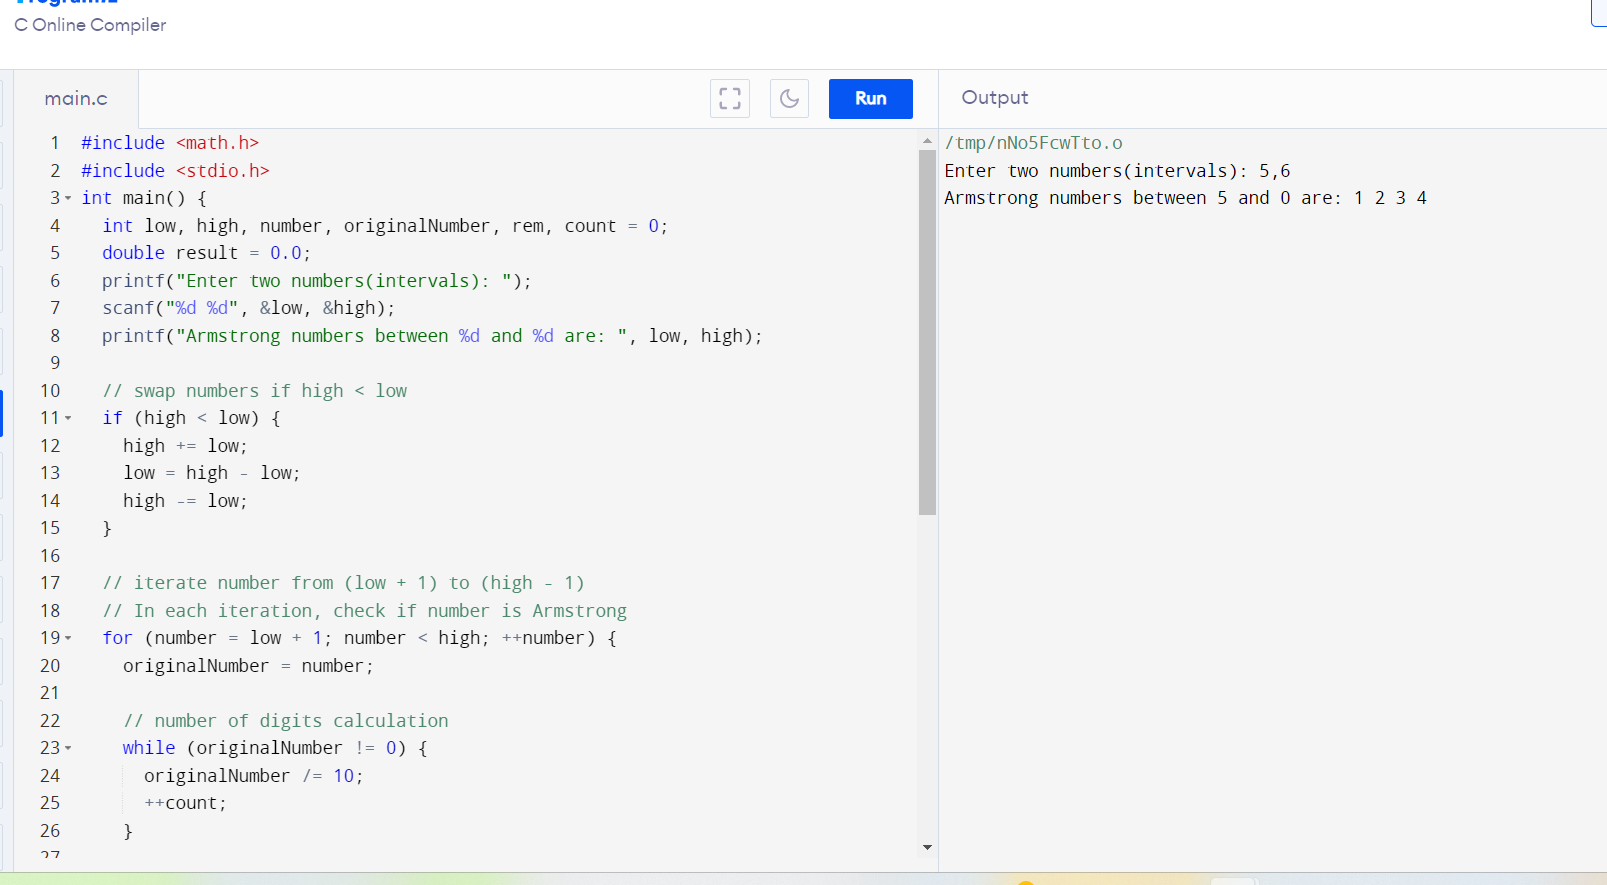 C Online Compiler
main.c
Run
Output
1 #include <math.h>
2 #include <stdio.h>
3 int main() {
4 int low, high, number, originalNumber, rem, count = 0;
5 double result = 0.0;
6 printf("Enter two numbers(intervals): ");
7 scanf("%d %d", &low, &high);
8 printf("Armstrong numbers between %d and %d are: ", low, high);
9
10 // swap numbers if high < low
11 if (high < low) {
12 high += low;
13 low = high - low;
14 high -= low;
15 }
16
17 // iterate number from (low + 1) to (high - 1)
18 // In each iteration, check if number is Armstrong
19 for (number = low + 1; number < high; ++number) {
20 originalNumber = number;
21
22 // number of digits calculation
23 while (originalNumber != 0) {
24 originalNumber /= 10;
25 ++count;
26 }
27
/tmp/nNo5FcwTto.o
Enter two numbers(intervals): 5,6
Armstrong numbers between 5 and 0 are: 1 2 3 4